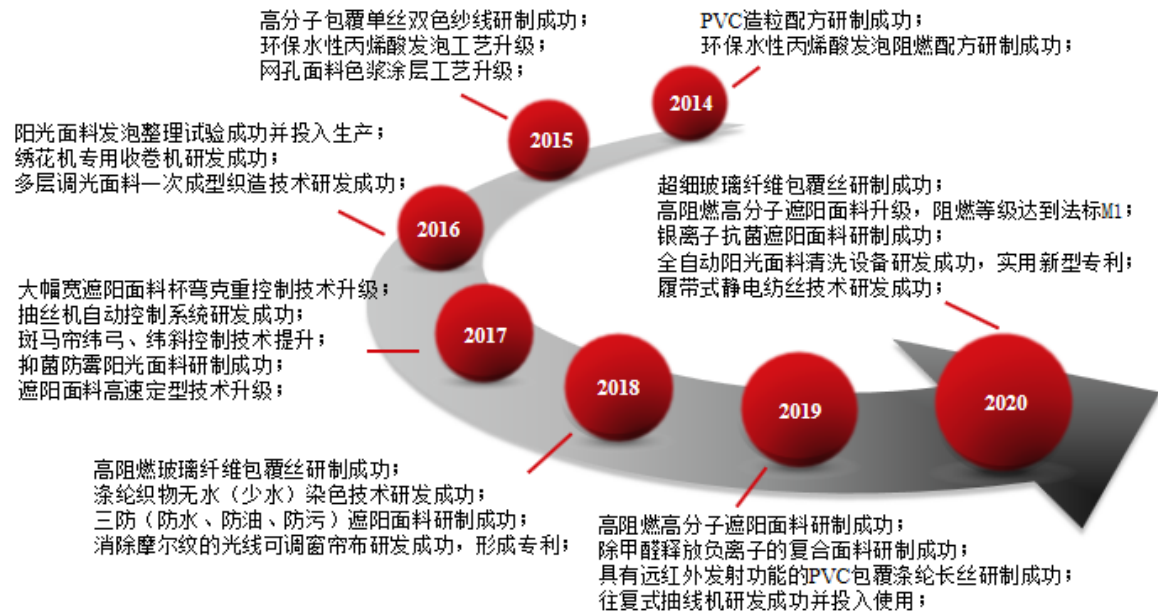 PVC造粒配方研制成功；
环保水性丙烯酸发泡阻燃配方研制成功；
2014
高分子包覆单丝双色纱线研制成功；
环保水性丙烯酸发泡工艺升级；
网孔面料色浆涂层工艺升级；
2015
阳光面料发泡整理试验成功并投入生产；
绣花机专用收卷机研发成功；
多层调光面料一次成型织造技术研发成功；
2016
大幅宽遮阳面料杯弯克重控制技术升级；
抽丝机自动控制系统研发成功；
斑马帘纬弓、纬斜控制技术提升；
抑菌防霉阳光面料研制成功；
遮阳面料高速定型技术升级；
2017
2018
高阻燃玻璃纤维包覆丝研制成功；
涤纶织物无水（少水）染色技术研发成功；
三防（防水、防油、防污）遮阳面料研制成功；
消除摩尔纹的光线可调窗帘布研发成功，形成专利；
2019
高阻燃高分子遮阳面料研制成功；
除甲醛释放负离子的复合面料研制成功；
具有远红外发射功能的PVC包覆涤纶长丝研制成功；
往复式抽线机研发成功并投入使用；
超细玻璃纤维包覆丝研制成功；
高阻燃高分子遮阳面料升级，阻燃等级达到法标M1；
银离子抗菌遮阳面料研制成功；
全自动阳光面料清洗设备研发成功，实用新型专利；
履带式静电纺丝技术研发成功；
2020